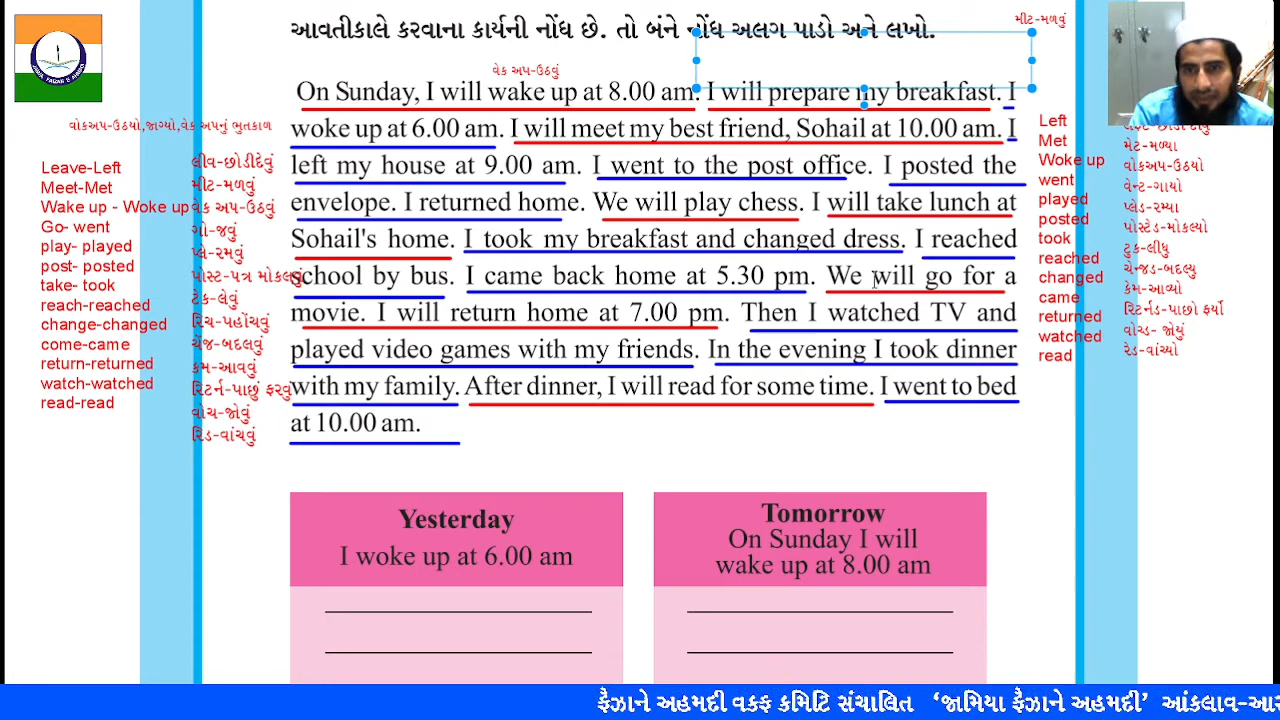 આવતીકાલે કરવાના કાર્યની નોંધ છે. તો બંને નોંધ અલગ પાડો અને લખો.
મીટ-મળવું
વેક અપ-ઉઠવું
On Sunday, I will wake up at 8.00 am. I will prepare my breakfast. I
woke up at 6.00 am. I will meet my best friend, Sohail at 10.00 am. I
left my house at 9.00 am. I went to the post office. I posted the
envelope. I returned home. We will play chess. I will take lunch at
Sohail's home. I took my breakfast and changed dress. I reached
school by bus. I came back home at 5.30 pm. We will go for a
movie. I will return home at 7.00 pm. Then I watched TV and
played video games with my friends. In the evening I took dinner
with my family. After dinner, I will read for some time. I went to bed
at 10.00 am.
વોકઅપ-ઉઠયો,જાગ્યો,વેક અપનું ભુતકાળ
Leave-Left
Meet-Met
Wake up - Woke up
Go- went
play- played
post- posted
take- took
reach-reached
change-changed
come-came
return-returned
watch-watched
read-read
લીવ-છોડીદેવું
મીટ-મળવું
વેક અપ-ઉઠવું
ગો-જવું
પ્લે-રમવું
પોસ્ટ-પત્ર મોકલવું
ટેક-લેવું
રિચ-પહોંચવું
ચેંજ-બદલવું
કમ-આવવું
રિટર્ન-પાછું ફરવું
વોચ-જોવું
રિડ-વાંચવું
Left
Met
Woke up
went
played
posted
took
reached
changed
came
returned
watched
read
મેટ-મળ્યા
વોકઅપ-ઉઠયો
વેન્ટ-ગાયો
પ્લેડ-રમ્યા
પોસ્ટેડ-મોકલ્યો
ટુક-લીધુ
ચેન્જડ-બદલ્યુ
કેમ-આવ્યો
રિટર્નડ-પાછો ફર્યો
વોચ્ડ- જોયું
રેડ-વાંચ્યો
Yesterday
I woke up at 6.00 am
Tomorrow
On Sunday I will
wake up at 8.00 am
ફૈઝાને અહમદી વકફ કમિટિ સંચાલિત ‘જામિયા ફૈઝાને અહમદી’ આંકલાવ-આ